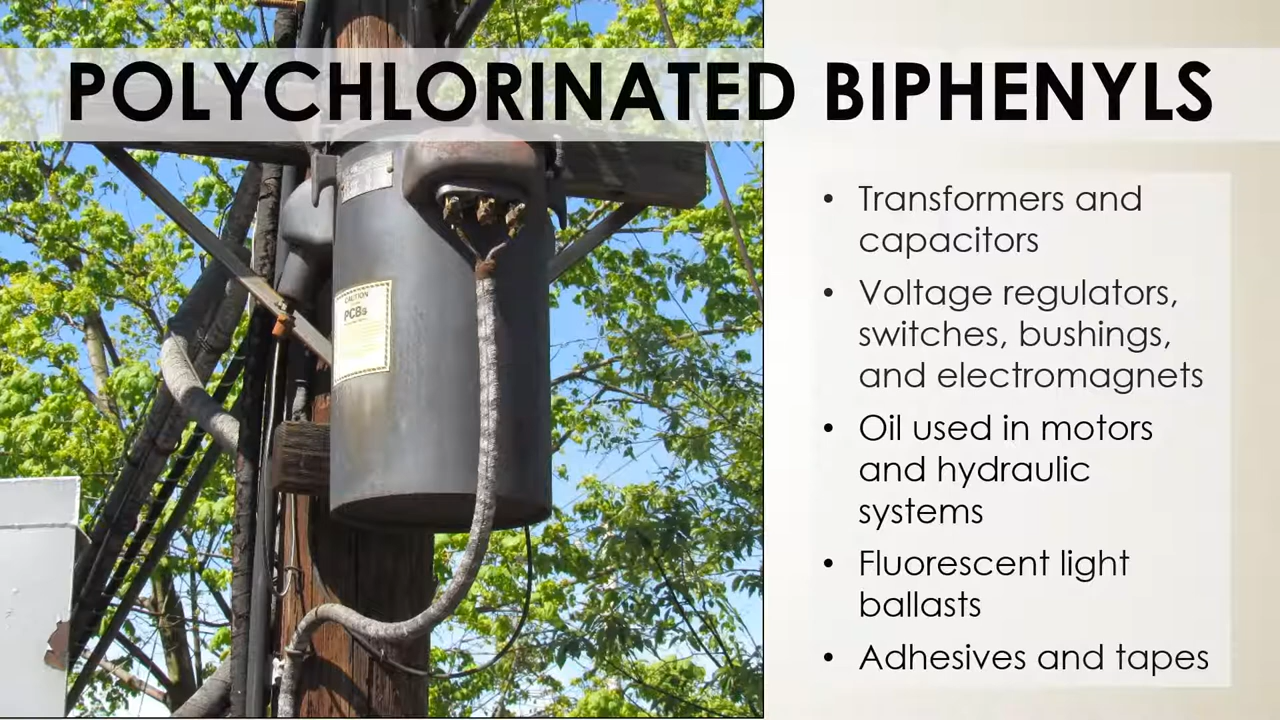 POLYCHLORINATED BIPHENYLS
• Transformers and
capacitors
• Voltage regulators,
switches, bushings,
and electromagnets
• Oil used in motors
and hydraulic
systems
• Fluorescent light
ballasts
• Adhesives and tapes
CAUTION
PCBs